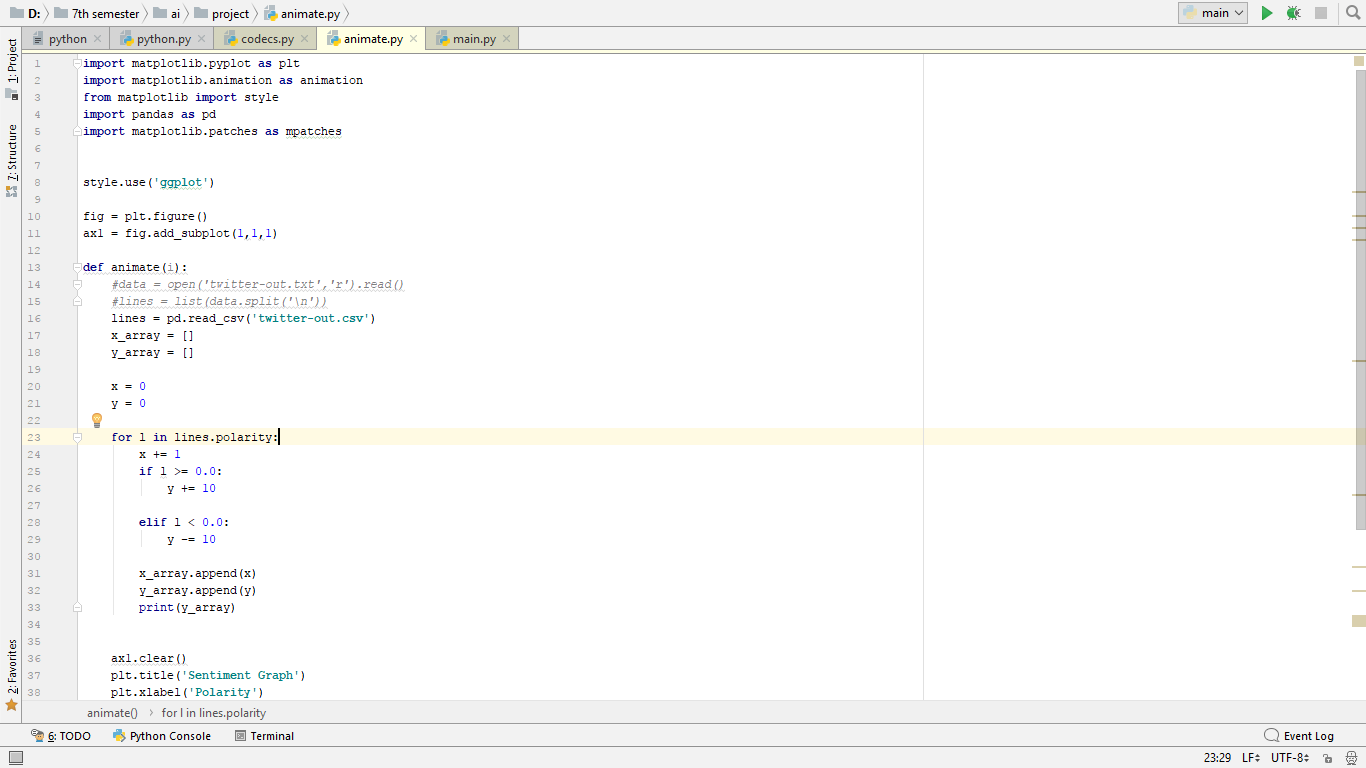 D: 7th semester ai project animate.py main
python python.py codecs.py animate.py main.py
1: Project
7: Structure
2: Favorites
1 import matplotlib.pyplot as plt
2 import matplotlib.animation as animation
3 from matplotlib import style
4 import pandas as pd
5 import matplotlib.patches as mpatches
6
7
8 style.use('ggplot')
9
10 fig = plt.figure()
11 ax1 = fig.add_subplot(1,1,1)
12
13 def animate(i):
14 #data = open('twitter-out.txt','r').read()
15 #lines = list(data.split('\n'))
16 lines = pd.read_csv('twitter-out.csv')
17 x_array = []
18 y_array = []
19
20 x = 0
21 y = 0
22
23 for l in lines.polarity:
24 x += 1
25 if l >= 0.0:
26 y += 10
27
28 elif l < 0.0:
29 y -= 10
30
31 x_array.append(x)
32 y_array.append(y)
33 print(y_array)
34
35
36 ax1.clear()
37 plt.title('Sentiment Graph')
38 plt.xlabel('Polarity')
animate() for l in lines.polarity
6: TODO Python Console Terminal Event Log
23:29 LF UTF-8